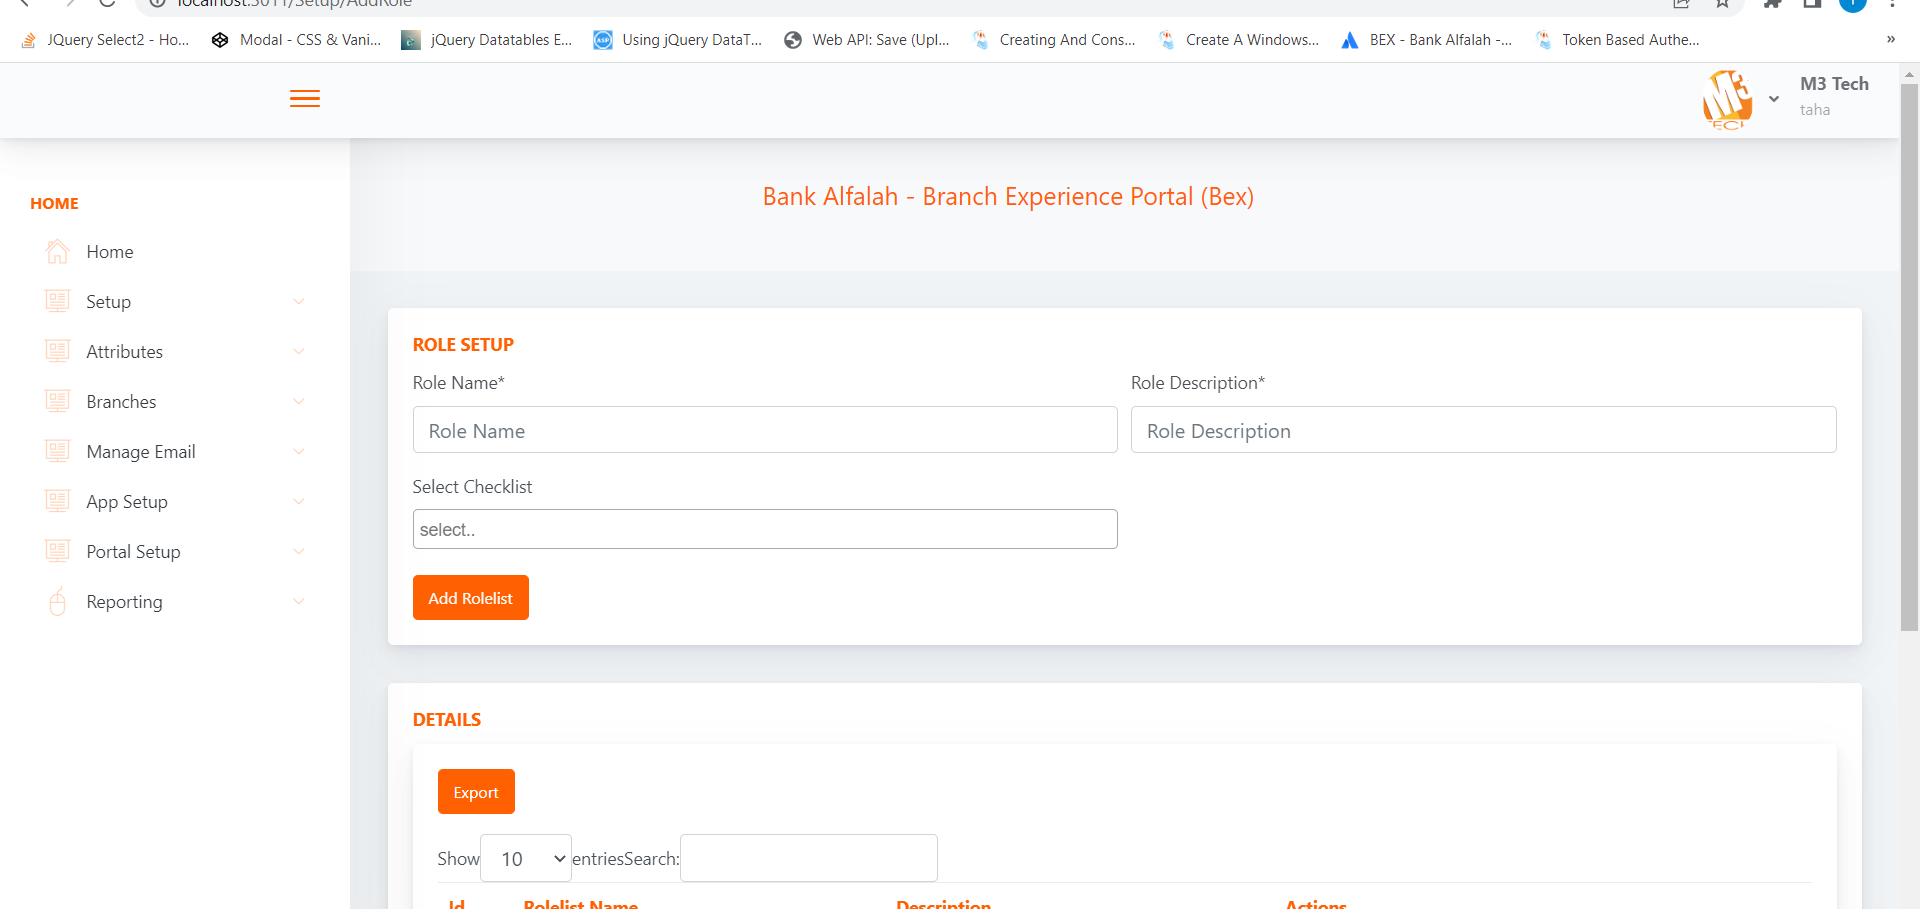 localhost:5011/Setup/AddRole
JQuery Select2 - Ho... Modal - CSS & Vani... jQuery Datatables E... Using jQuery DataT... Web API: Save (Upl... Creating And Cons... Create A Windows... BEX - Bank Alfalah -... Token Based Authe... »
M3 Tech
taha
HOME
Home
Setup
Attributes
Branches
Manage Email
App Setup
Portal Setup
Reporting
Bank Alfalah - Branch Experience Portal (Bex)
ROLE SETUP
Role Name* Role Description*
Role Name Role Description
Select Checklist
select..
Add Rolelist
DETAILS
Export
Show 10 entriesSearch:
Id Rolelist Name Description Actions